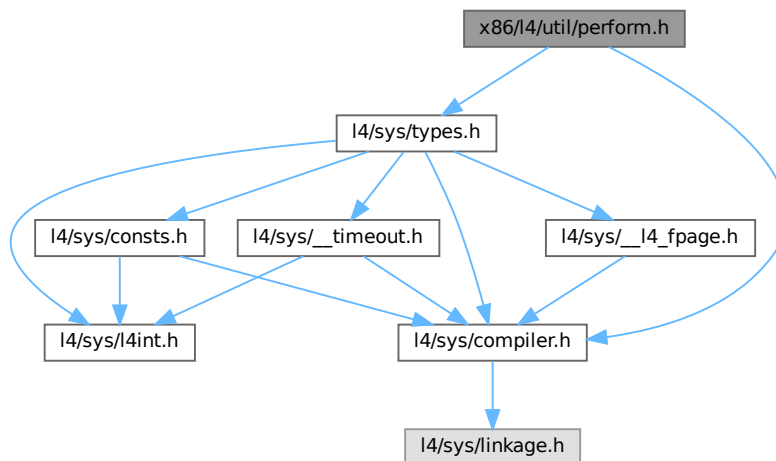 x86/l4/util/perform.h
l4/sys/types.h
l4/sys/consts.h
l4/sys/__timeout.h
l4/sys/__l4_fpage.h
l4/sys/l4int.h
l4/sys/compiler.h
l4/sys/linkage.h